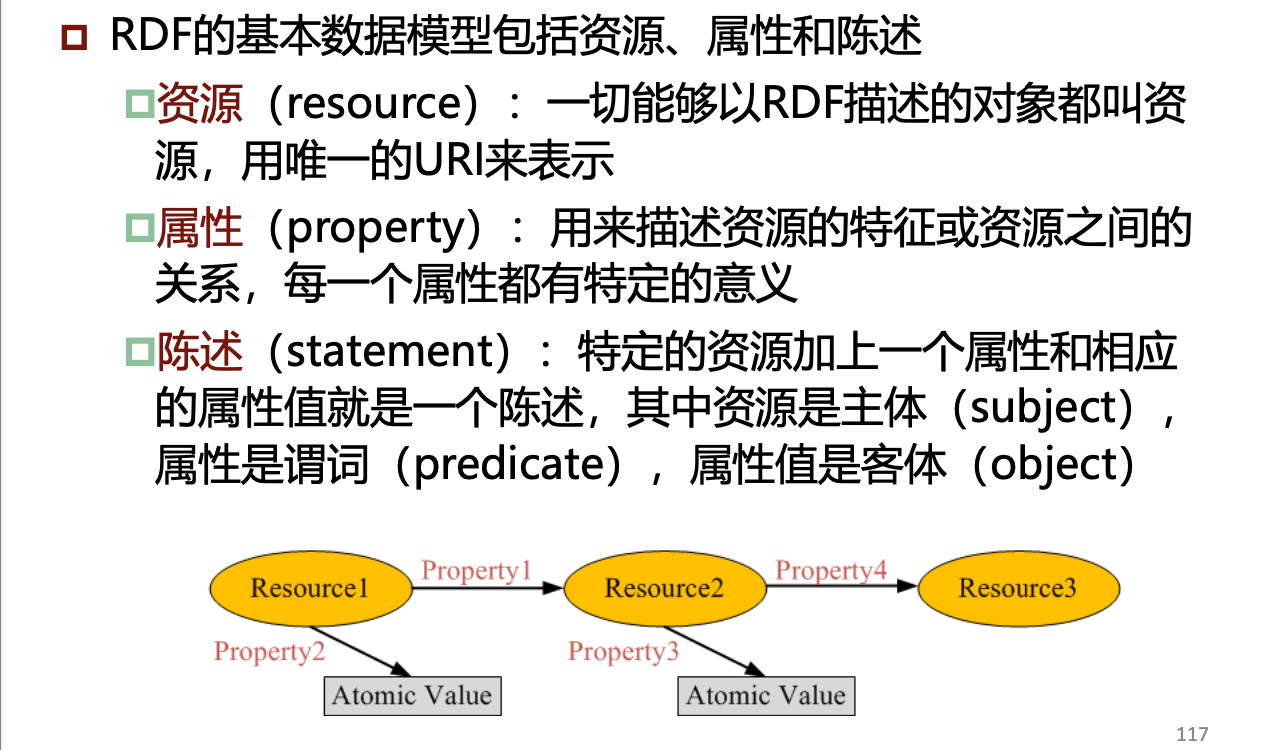 RDF的基本数据模型包括资源、属性和陈述
资源（resource）：一切能够以RDF描述的对象都叫资
源，用唯一的URI来表示
属性（property）：用来描述资源的特征或资源之间的
关系，每一个属性都有特定的意义
陈述（statement）：特定的资源加上一个属性和相应
的属性值就是一个陈述，其中资源是主体（subject），
属性是谓词（predicate），属性值是客体（object）
Resource1
Property1
Resource2
Property4
Resource3
Property2
Property3
Atomic Value
Atomic Value
117